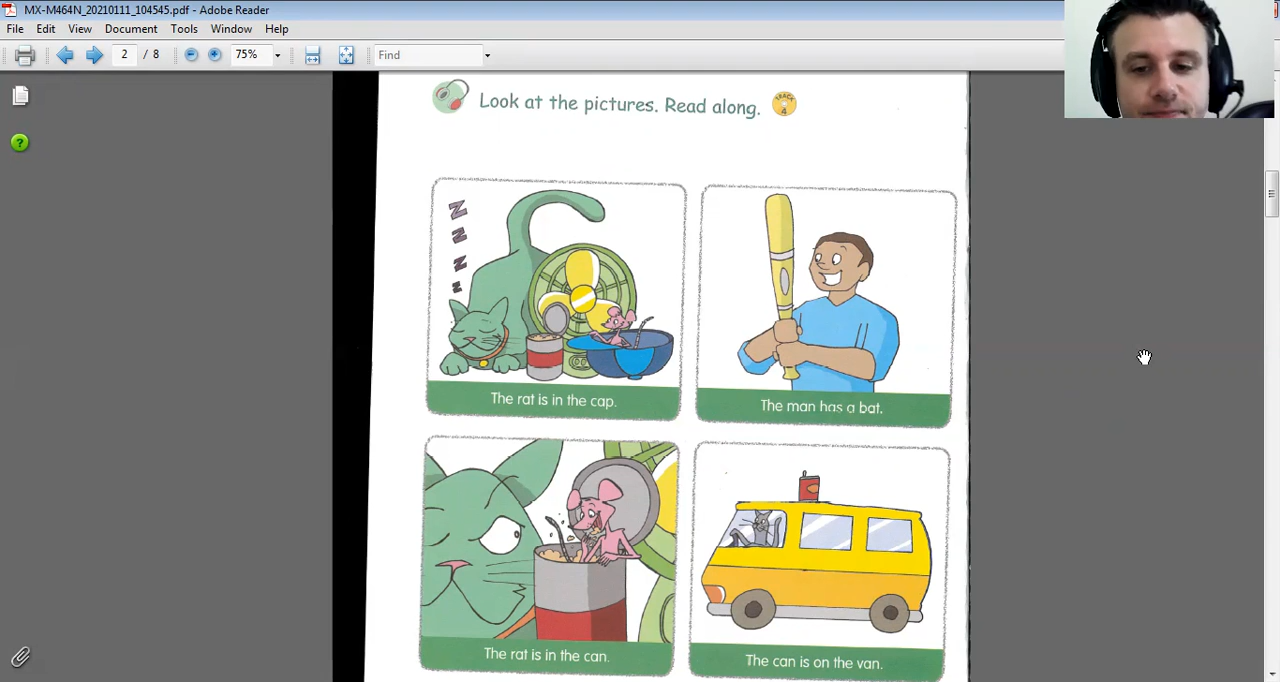 MX-M464N_20210111_104545.pdf - Adobe Reader
File Edit View Document Tools Window Help
2 / 8 75% Find
Look at the pictures. Read along. TRACK 4
Z
Z
Z
Z
The rat is in the cap.
The man has a bat.
The rat is in the can.
The can is on the van.